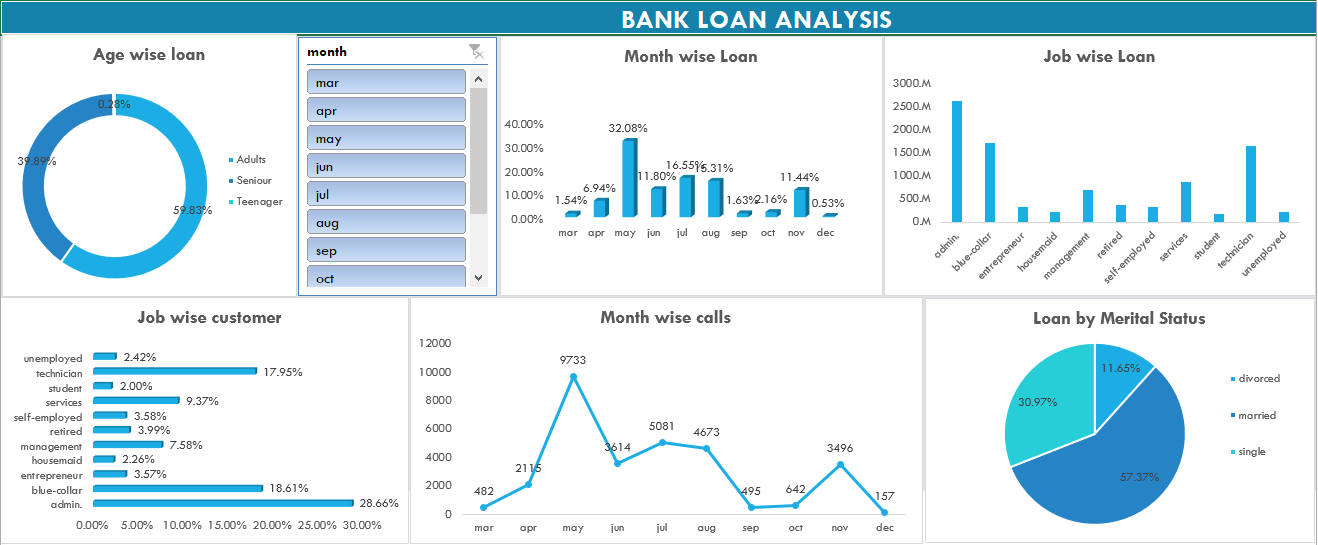 BANK LOAN ANALYSIS
Age wise loan
0.28%
39.89%
59.83%
Adults
Seniour
Teenager
month
mar
apr
may
jun
jul
aug
sep
oct
Month wise Loan
40.00%
30.00%
20.00%
10.00%
0.00%
1.54%
6.94%
32.08%
11.80%
16.55%
15.31%
1.63%
2.16%
11.44%
0.53%
mar apr may jun jul aug sep oct nov dec
Job wise Loan
3000.M
2500.M
2000.M
1500.M
1000.M
500.M
0.M
admin.
blue-collar
entrepreneur
housemaid
management
retired
self-employed
services
student
technician
unemployed
Job wise customer
unemployed 2.42%
technician 17.95%
student 2.00%
services 9.37%
self-employed 3.58%
retired 3.99%
management 7.58%
housemaid 2.26%
entrepreneur 3.57%
blue-collar 18.61%
admin. 28.66%
0.00% 5.00% 10.00% 15.00% 20.00% 25.00% 30.00%
Month wise calls
12000
10000
8000
6000
4000
2000
0
482
2115
9733
3614
5081
4673
495
642
3496
157
mar apr may jun jul aug sep oct nov dec
Loan by Merital Status
11.65%
30.97%
57.37%
divorced
married
single